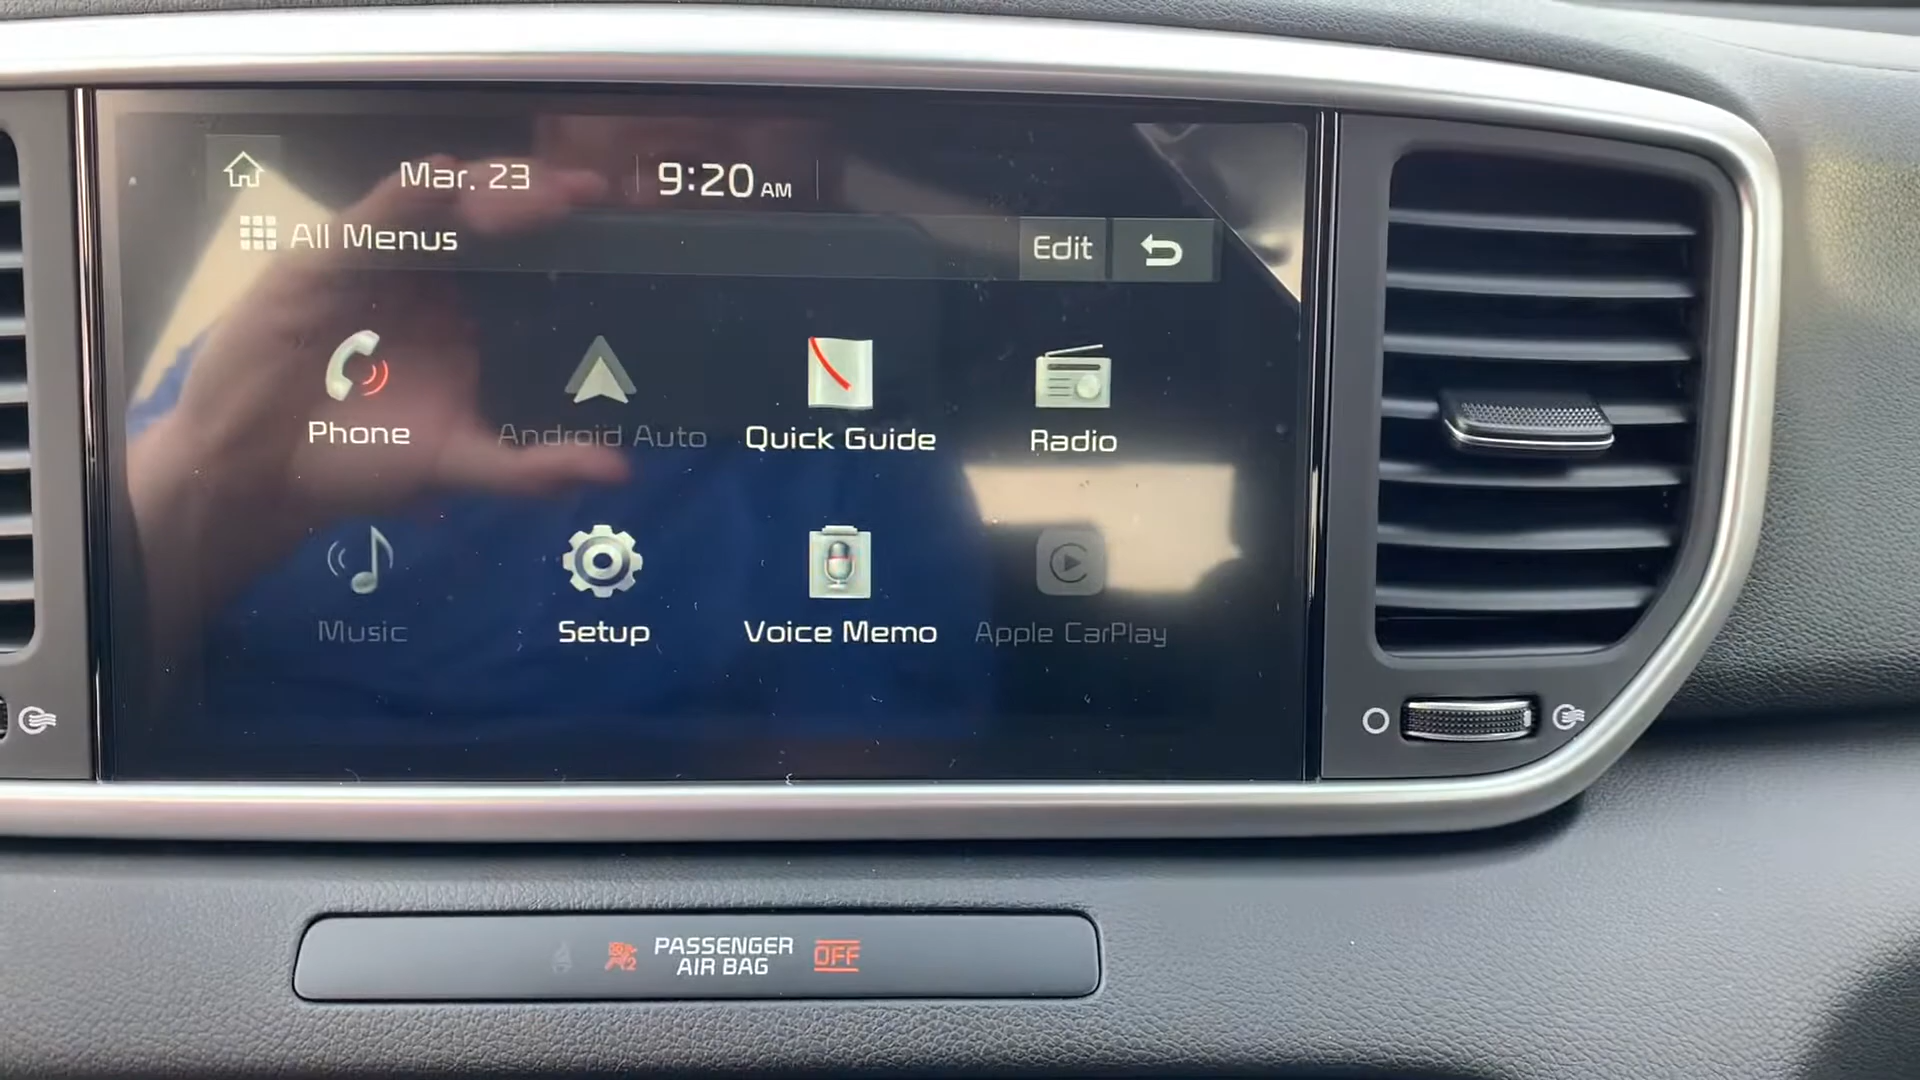 Mar. 23
9:20 AM
All Menus
Edit
Phone
Android Auto
Quick Guide
Radio
Music
Setup
Voice Memo
Apple CarPlay
PASSENGER
AIR BAG
OFF